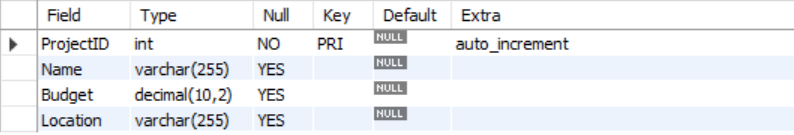 Field Type Null Key Default Extra
ProjectID int NO PRI NULL auto_increment
Name varchar(255) YES NULL
Budget decimal(10,2) YES NULL
Location varchar(255) YES NULL